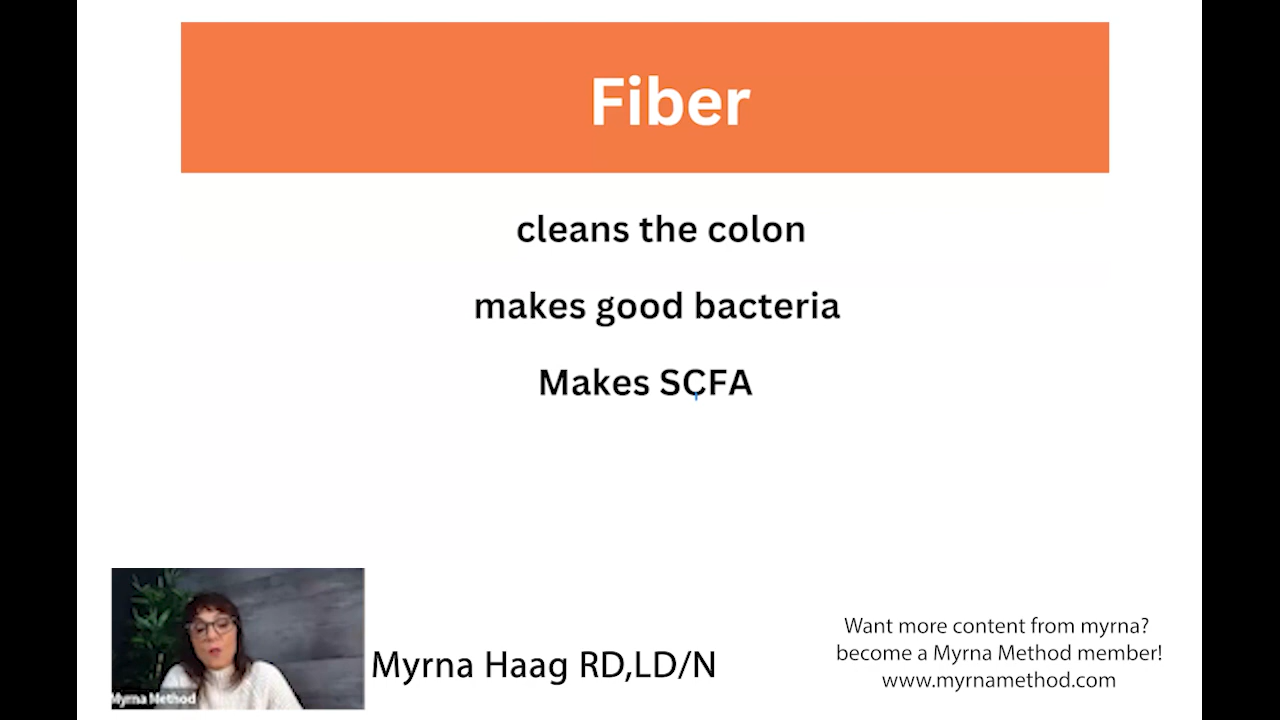 Fiber
cleans the colon
makes good bacteria
Makes SCFA
Myrna Method
Myrna Haag RD,LD/N
Want more content from myrna?
become a Myrna Method member!
www.myrnamethod.com